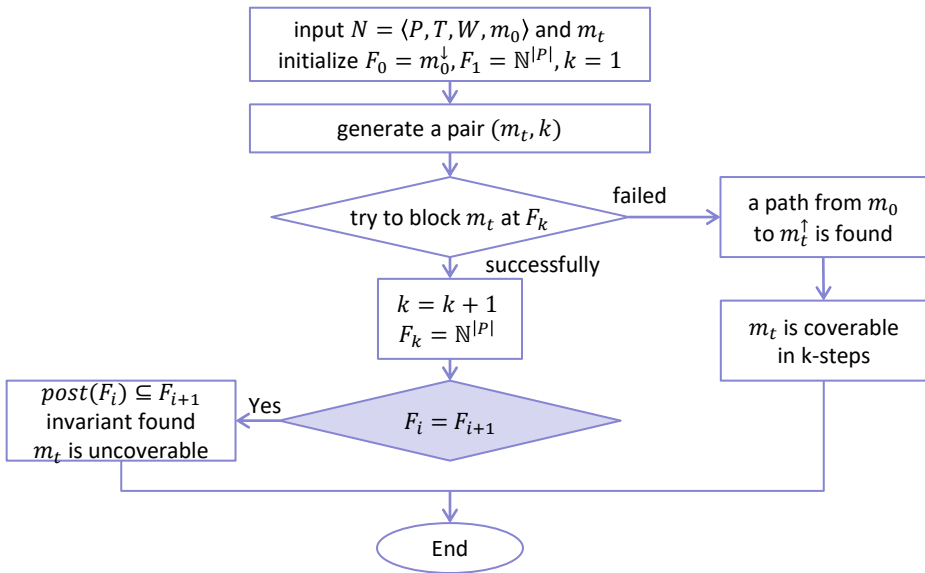 input N = ⟨P, T, W, m₀⟩ and mₜ
initialize F₀ = m₀↓, F₁ = ℕ^|P|, k = 1
generate a pair (mₜ, k)
try to block mₜ at Fₖ
failed
a path from m₀
to mₜ↑ is found
successfully
k = k + 1
Fₖ = ℕ^|P|
mₜ is coverable
in k-steps
post(Fᵢ) ⊆ Fᵢ₊₁
invariant found
mₜ is uncoverable
Yes
Fᵢ = Fᵢ₊₁
End